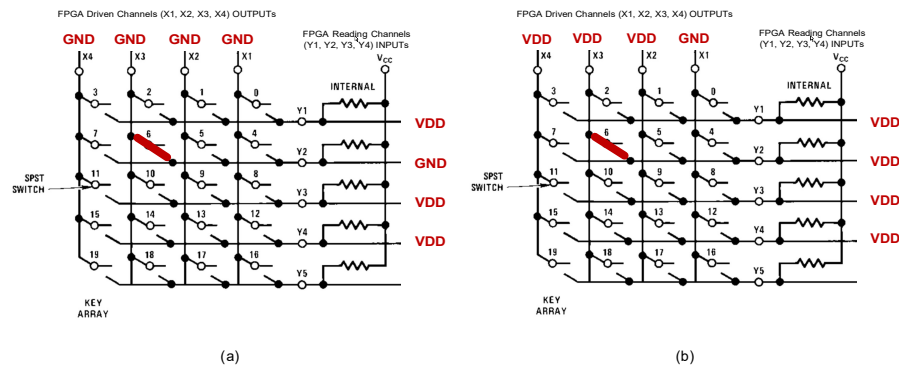 FPGA Driven Channels (X1, X2, X3, X4) OUTPUTs
GND GND GND GND
FPGA Reading Channels
(Y1, Y2, Y3, Y4) INPUTs
X4 X3 X2 X1 VCC
INTERNAL
3 2 1 0 Y1
VDD
7 6 5 4 Y2
GND
SPST
SWITCH
11 10 9 8 Y3
VDD
15 14 13 12 Y4
VDD
19 18 17 16 Y5
KEY
ARRAY
(a)
FPGA Driven Channels (X1, X2, X3, X4) OUTPUTs
VDD VDD VDD GND
FPGA Reading Channels
(Y1, Y2, Y3, Y4) INPUTs
X4 X3 X2 X1 VCC
INTERNAL
3 2 1 0 Y1
VDD
7 6 5 4 Y2
VDD
SPST
SWITCH
11 10 9 8 Y3
VDD
15 14 13 12 Y4
VDD
19 18 17 16 Y5
KEY
ARRAY
(b)